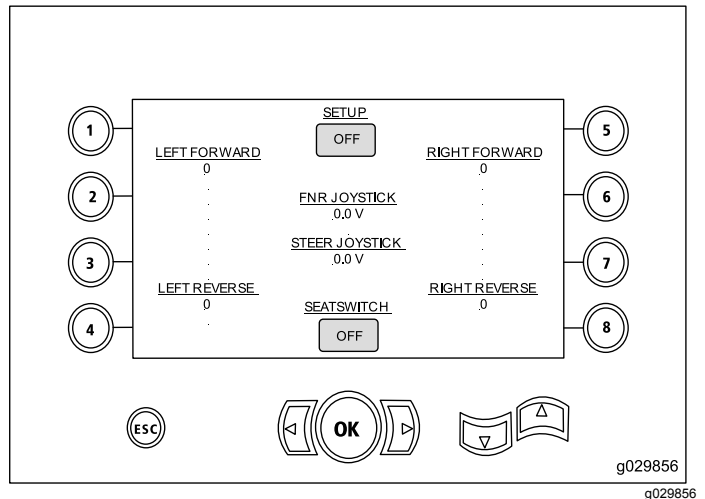 SETUP
OFF
1
5
LEFT FORWARD
0
RIGHT FORWARD
0
2
FNR JOYSTICK
0.0 V
6
3
STEER JOYSTICK
0.0 V
7
LEFT REVERSE
0
RIGHT REVERSE
0
4
SEATSWITCH
OFF
8
ESC
OK
g029856
g029856